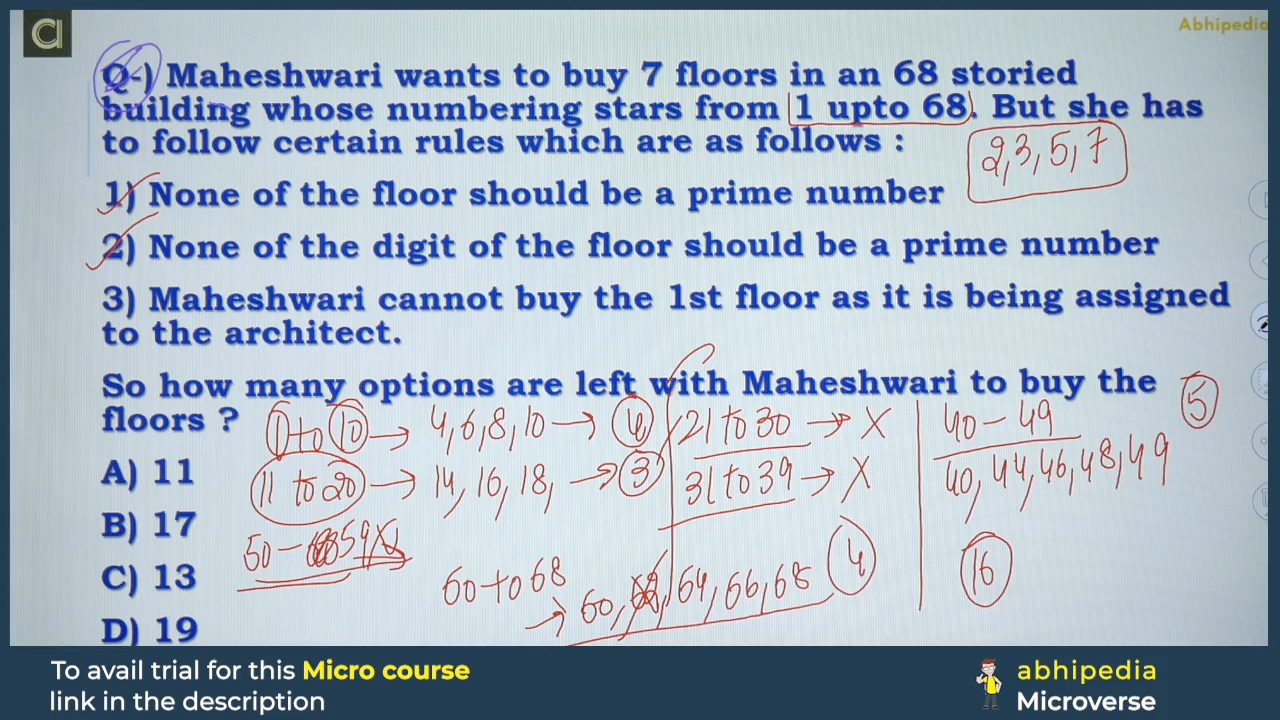 Abhipedia
Q-) Maheshwari wants to buy 7 floors in an 68 storied
building whose numbering stars from 1 upto 68. But she has
to follow certain rules which are as follows :
2,3,5,7
1) None of the floor should be a prime number
2) None of the digit of the floor should be a prime number
3) Maheshwari cannot buy the 1st floor as it is being assigned
to the architect.
So how many options are left with Maheshwari to buy the
floors ?
1 to 10 → 4, 6, 8, 10 → 4
21 to 30 → X
40 - 49
5
A) 11
11 to 20 → 14, 16, 18, → 3
31 to 39 → X
40, 44, 46, 48, 49
B) 17
50 - 59 X
C) 13
60 to 68
4
16
→ 60, 64, 66, 68
D) 19
To avail trial for this Micro course
link in the description
abhipedia
Microverse